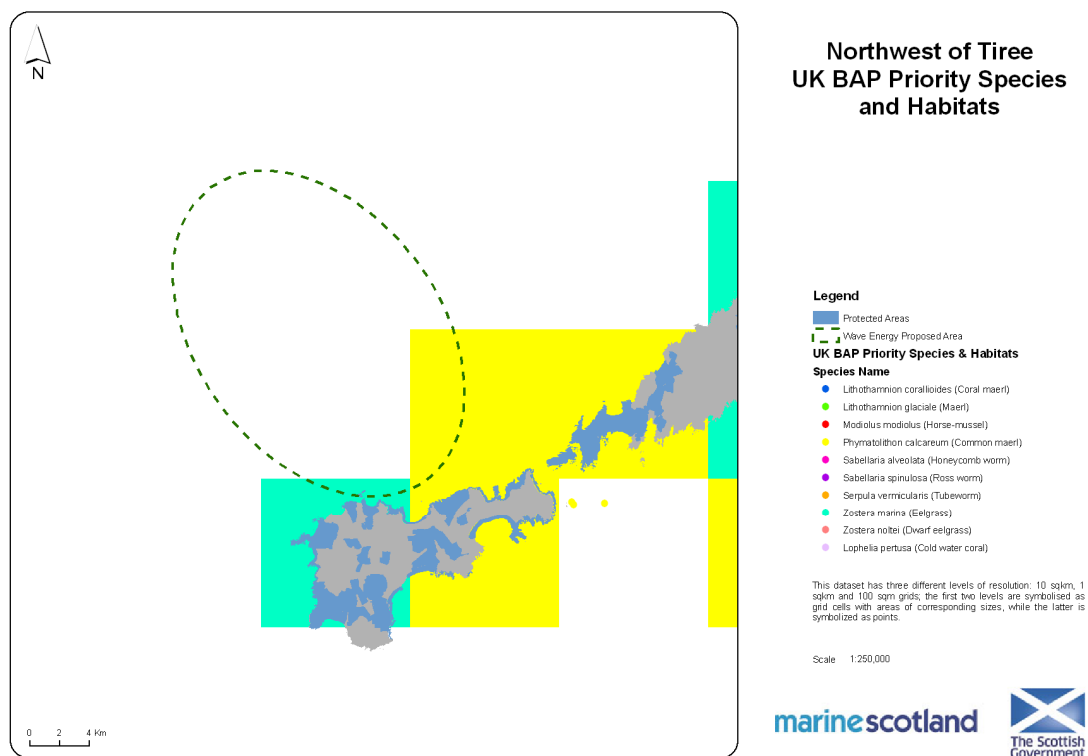 N
Northwest of Tiree
UK BAP Priority Species
and Habitats
Legend
Protected Areas
Wave Energy Proposed Area
UK BAP Priority Species & Habitats
Species Name
Lithothamnion corallioides (Coral maerl)
Lithothamnion glaciale (Maerl)
Modiolus modiolus (Horse-mussel)
Phymatolithon calcareum (Common maerl)
Sabellaria alveolata (Honeycomb worm)
Sabellaria spinulosa (Ross worm)
Serpula vermicularis (Tubeworm)
Zostera marina (Eelgrass)
Zostera noltei (Dwarf eelgrass)
Lophelia pertusa (Cold water coral)
This dataset has three different levels of resolution: 10 sqkm, 1
sqkm and 100 sqm grids; the first two levels are symbolised as
grid cells with areas of corresponding sizes, while the latter is
symbolized as points.
Scale 1:250,000
0 2 4 Km
marinescotland
The Scottish
Government